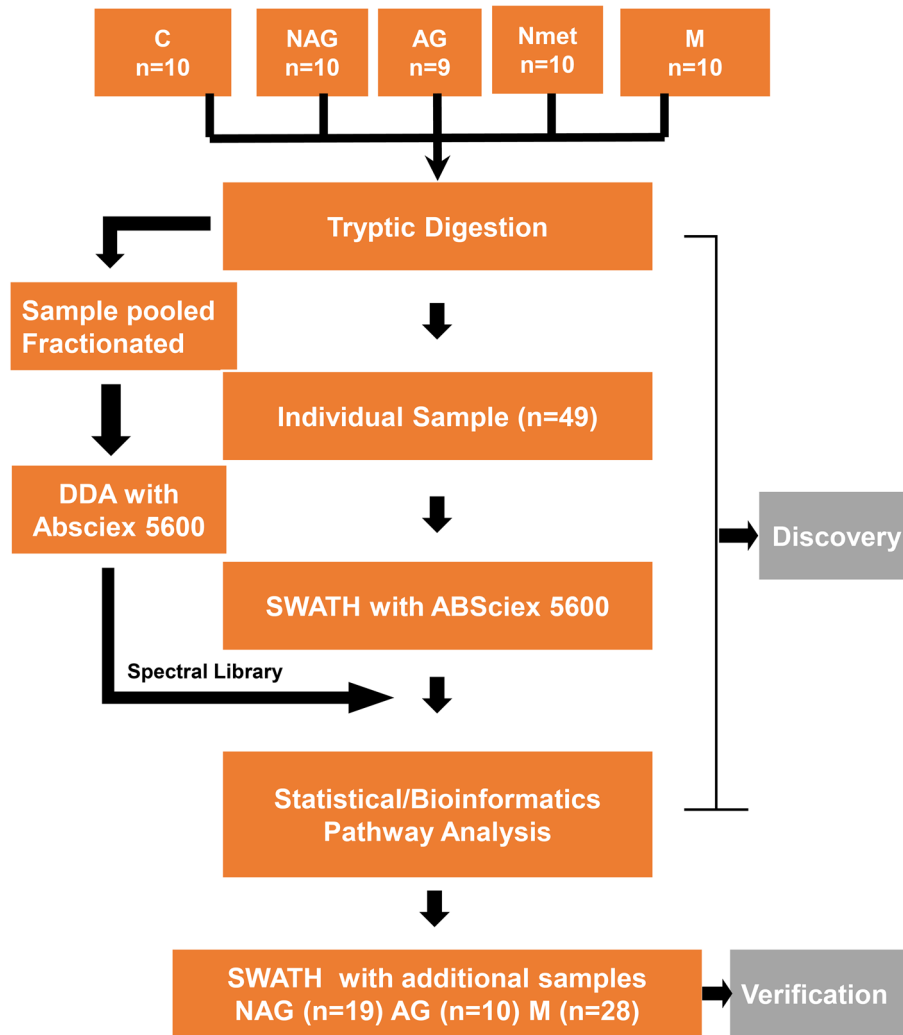 C
n=10
NAG
n=10
AG
n=9
Nmet
n=10
M
n=10
Tryptic Digestion
Sample pooled
Fractionated
Individual Sample (n=49)
DDA with
Absciex 5600
Discovery
SWATH with ABSciex 5600
Spectral Library
Statistical/Bioinformatics
Pathway Analysis
SWATH with additional samples
NAG (n=19) AG (n=10) M (n=28)
Verification